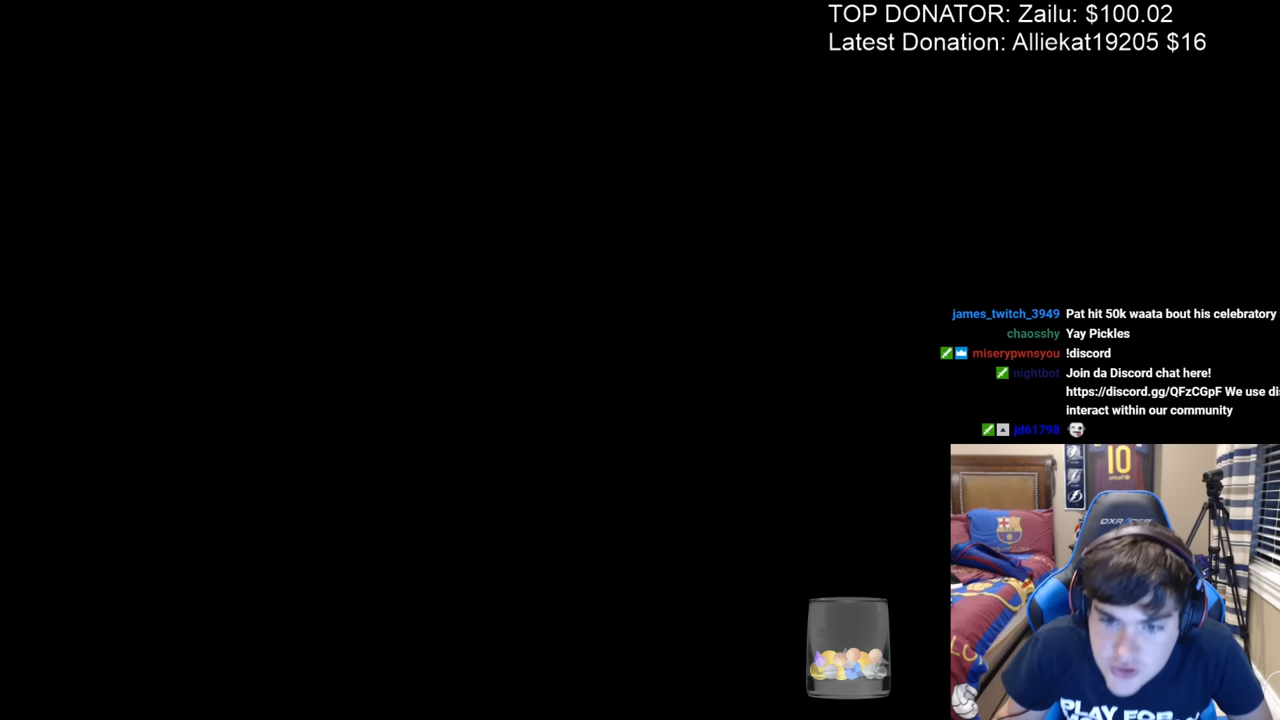 TOP DONATOR: Zailu: $100.02
Latest Donation: Alliekat19205 $16
james_twitch_3949 Pat hit 50k waata bout his celebratory
chaosshy Yay Pickles
miserypwnsyou !discord
nightbot Join da Discord chat here!
https://discord.gg/QFzCGpF We use di
interact within our community
jd61798
10
unicef
DXRACER
PLAY FOR